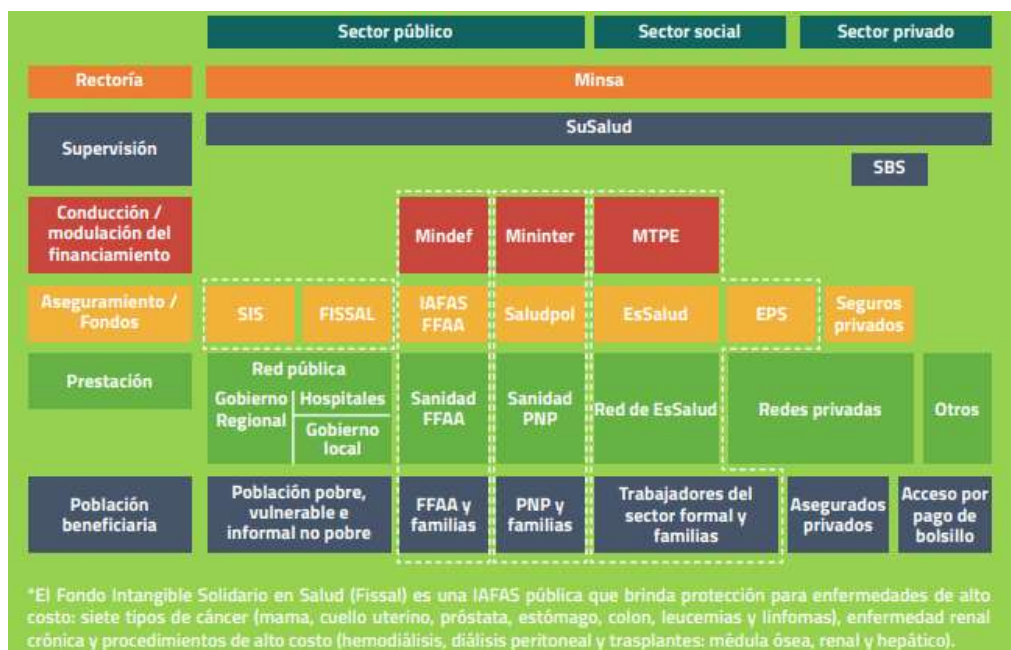 Sector público
Sector social
Sector privado
Rectoría
Minsa
Supervisión
SuSalud
SBS
Conducción /
modulación del
financiamiento
Mindef
Mininter
MTPE
Aseguramiento /
Fondos
SIS
FISSAL
IAFAS
FFAA
Saludpol
EsSalud
EPS
Seguros
privados
Prestación
Red pública
Gobierno
Regional
Hospitales
Gobierno
local
Sanidad
FFAA
Sanidad
PNP
Red de EsSalud
Redes privadas
Otros
Población
beneficiaria
Población pobre,
vulnerable e
informal no pobre
FFAA y
familias
PNP y
familias
Trabajadores del
sector formal y
familias
Asegurados
privados
Acceso por
pago de
bolsillo
*El Fondo Intangible Solidario en Salud (Fissal) es una IAFAS pública que brinda protección para enfermedades de alto
costo: siete tipos de cáncer (mama, cuello uterino, próstata, estómago, colon, leucemias y linfomas), enfermedad renal
crónica y procedimientos de alto costo (hemodiálisis, diálisis peritoneal y trasplantes: médula ósea, renal y hepático).